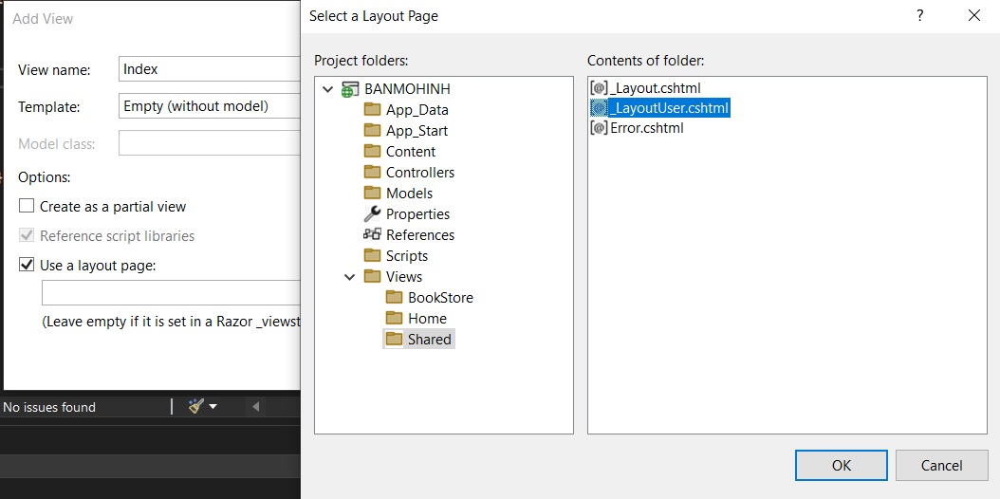 Add View
View name:
Index
Template:
Empty (without model)
Model class:
Options:
Create as a partial view
Reference script libraries
Use a layout page:
(Leave empty if it is set in a Razor _viewst
No issues found
Select a Layout Page
Project folders:
BANMOHINH
App_Data
App_Start
Content
Controllers
Models
Properties
References
Scripts
Views
BookStore
Home
Shared
Contents of folder:
_Layout.cshtml
_LayoutUser.cshtml
Error.cshtml
OK
Cancel